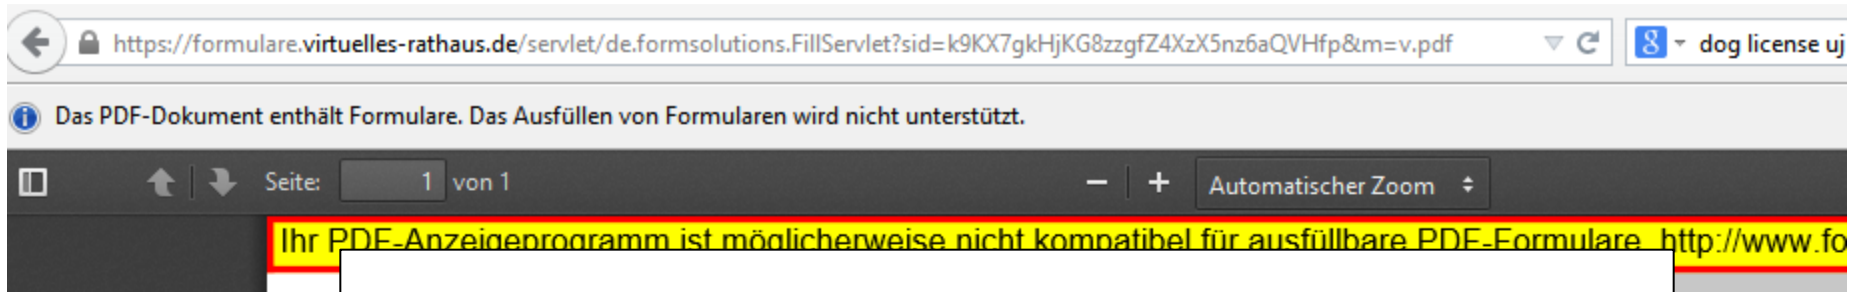 https://formulare.virtuelles-rathaus.de/servlet/de.formsolutions.FillServlet?sid=k9KX7gkHjKG8zzgfZ4XzX5nz6aQVHfp&m=v.pdf 8 dog license uj
Das PDF-Dokument enthält Formulare. Das Ausfüllen von Formularen wird nicht unterstützt.
Seite: 1 von 1 Automatischer Zoom
Ihr PDF-Anzeigeprogramm ist möglicherweise nicht kompatibel für ausfüllbare PDF-Formulare. http://www.fo